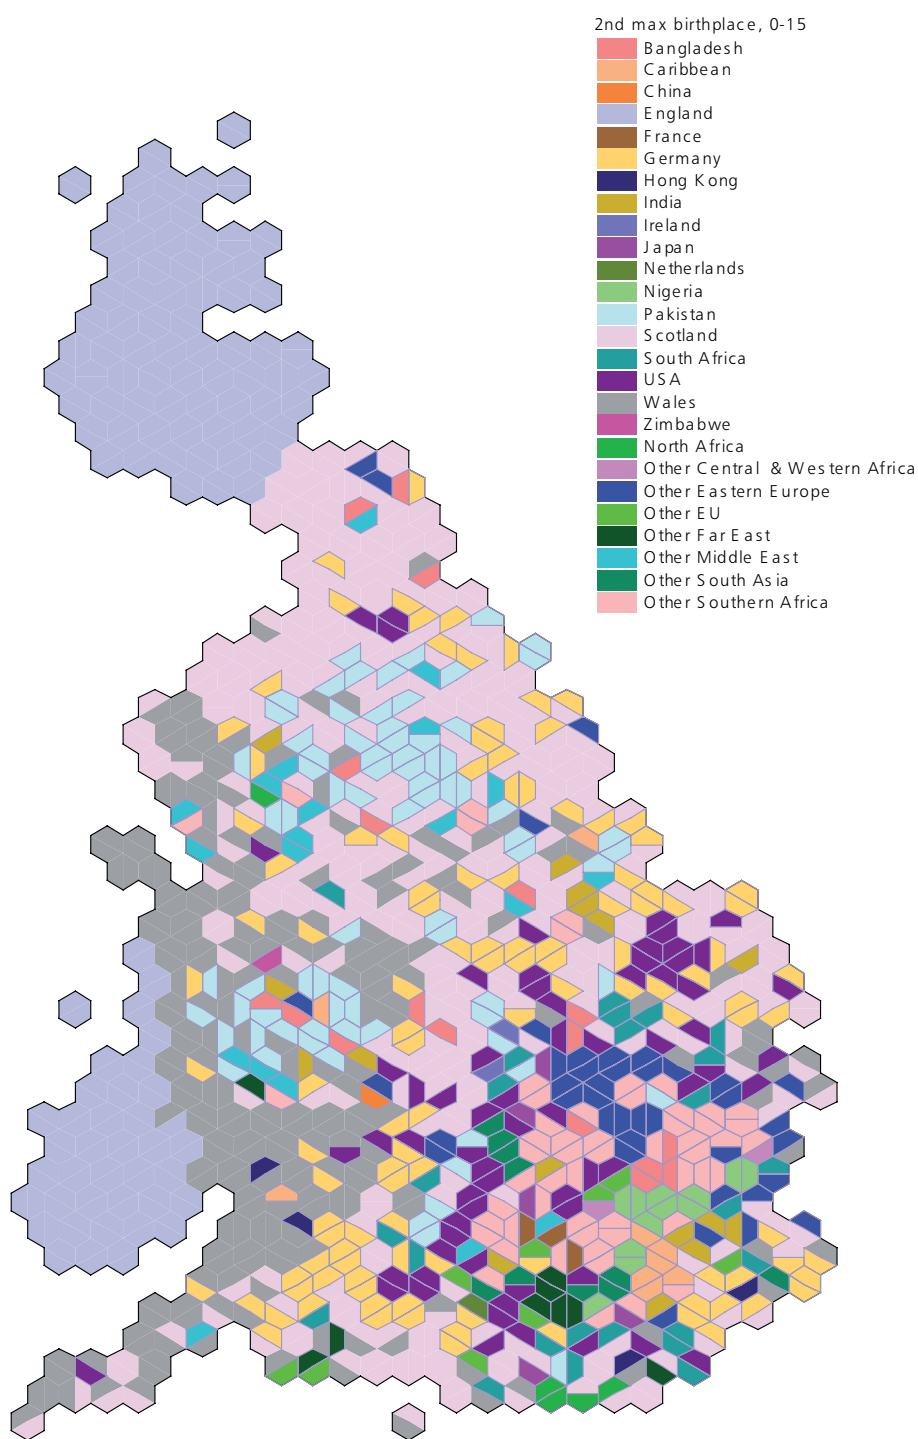 2nd max birthplace, 0-15
Bangladesh
Caribbean
China
England
France
Germany
Hong Kong
India
Ireland
Japan
Netherlands
Nigeria
Pakistan
Scotland
South Africa
USA
Wales
Zimbabwe
North Africa
Other Central & Western Africa
Other Eastern Europe
Other EU
Other Far East
Other Middle East
Other South Asia
Other Southern Africa